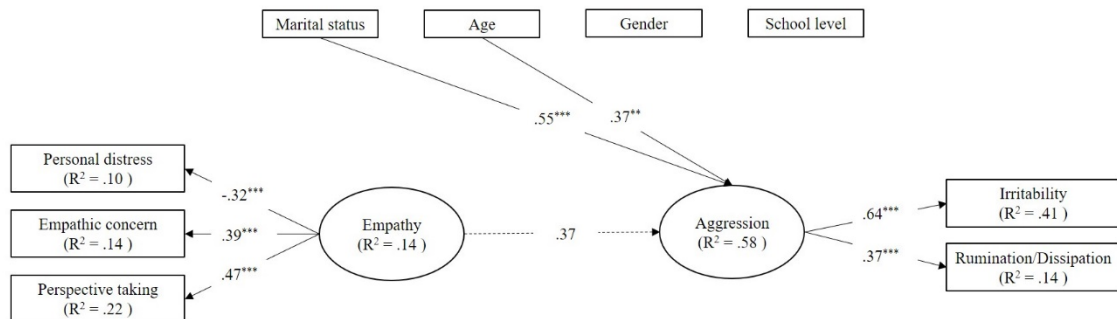 Marital status
Age
Gender
School level
.55***
.37**
Personal distress
(R² = .10 )
Empathic concern
(R² = .14 )
Perspective taking
(R² = .22 )
-.32***
.39***
.47***
Empathy
(R² = .14 )
.37
Aggression
(R² = .58 )
.64***
.37***
Irritability
(R² = .41 )
Rumination/Dissipation
(R² = .14 )